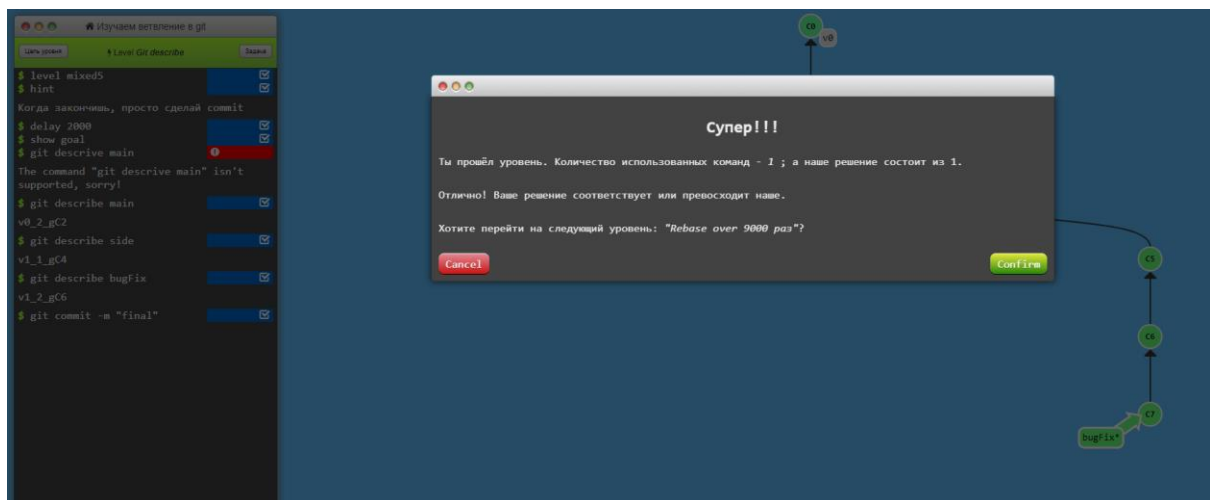 Изучаем ветвление в git
Цель уровня
Level Git describe
Задача
$ level mixed5
$ hint
Когда закончишь, просто сделай commit
$ delay 2000
$ show goal
$ git descrive main
The command "git descrive main" isn't
supported, sorry!
$ git describe main
v0_2_gC2
$ git describe side
v1_1_gC4
$ git describe bugFix
v1_2_gC6
$ git commit -m "final"
C0
v0
Супер!!!
Ты прошёл уровень. Количество использованных команд - 1 ; а наше решение состоит из 1.
Отлично! Ваше решение соответствует или превосходит наше.
Хотите перейти на следующий уровень: "Rebase over 9000 раз"?
Cancel
Confirm
C5
C6
C7
bugFix*